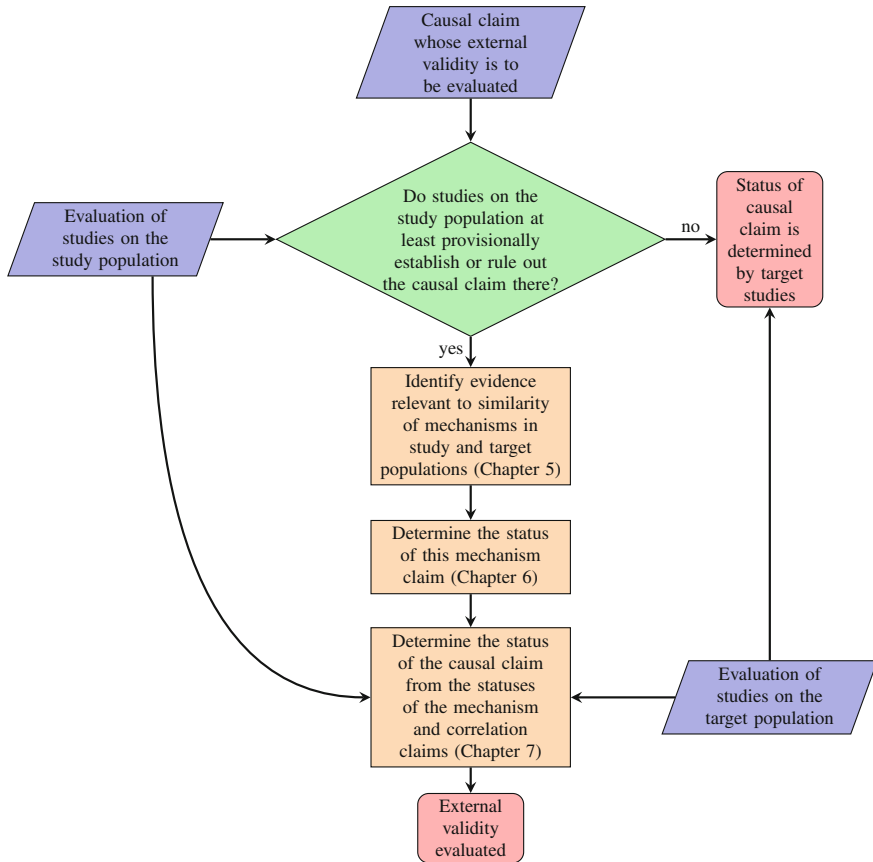 Causal claim
whose external
validity is to
be evaluated
Do studies on the
study population at
least provisionally
establish or rule out
the causal claim there?
Evaluation of
studies on the
study population
no
Status of
causal claim is
determined
by target
studies
yes
Identify evidence
relevant to similarity
of mechanisms in
study and target
populations (Chapter 5)
Determine the status
of this mechanism
claim (Chapter 6)
Determine the status
of the causal claim
from the statuses
of the mechanism
and correlation
claims (Chapter 7)
Evaluation of
studies on the
target population
External
validity
evaluated